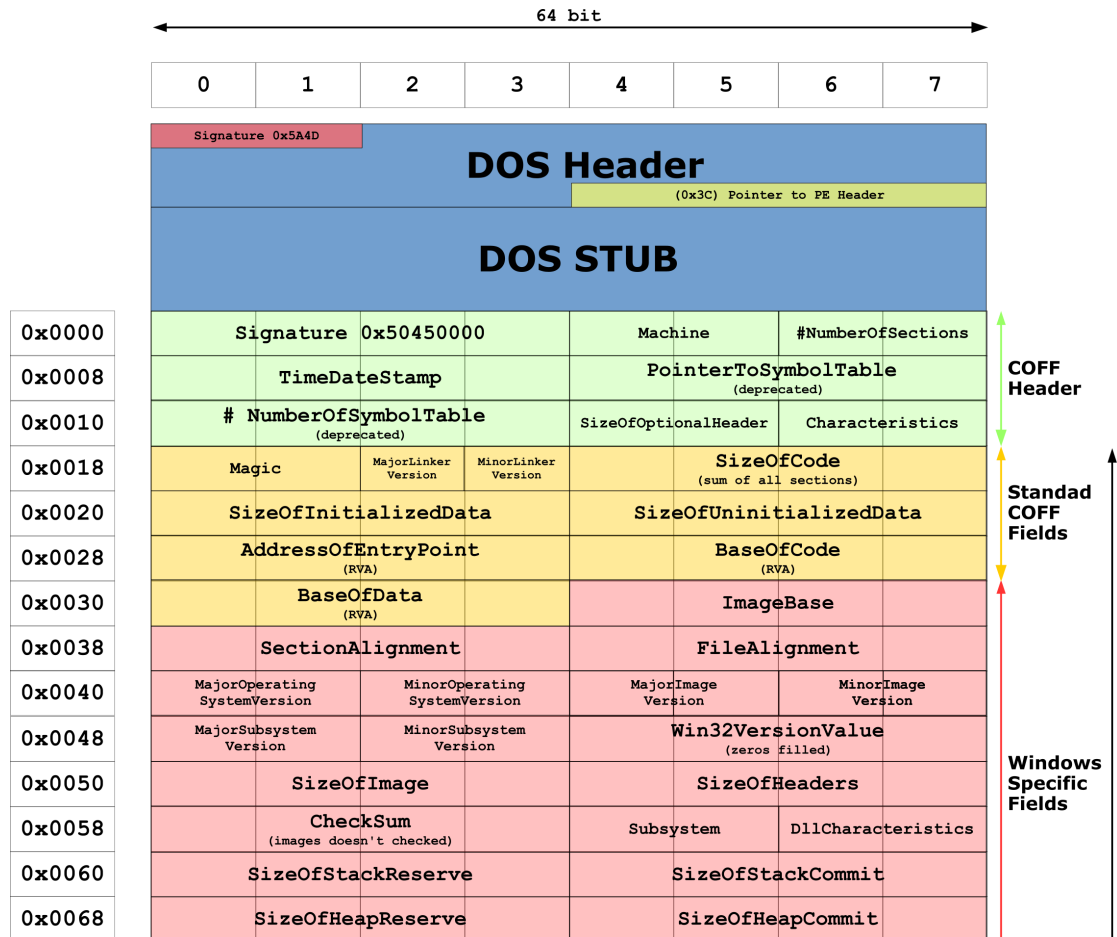 64 bit
0 1 2 3 4 5 6 7
Signature 0x5A4D
DOS Header
(0x3C) Pointer to PE Header
DOS STUB
0x0000 Signature 0x50450000 Machine #NumberOfSections
0x0008 TimeDateStamp PointerToSymbolTable
(deprecated)
COFF
Header
0x0010 # NumberOfSymbolTable
(deprecated)
SizeOfOptionalHeader Characteristics
0x0018 Magic
MajorLinker
Version
MinorLinker
Version
SizeOfCode
(sum of all sections)
0x0020 SizeOfInitializedData SizeOfUninitializedData
Standad
COFF
Fields
0x0028 AddressOfEntryPoint
(RVA)
BaseOfCode
(RVA)
0x0030 BaseOfData
(RVA)
ImageBase
0x0038 SectionAlignment FileAlignment
0x0040 MajorOperating
SystemVersion
MinorOperating
SystemVersion
MajorImage
Version
MinorImage
Version
0x0048 MajorSubsystem
Version
MinorSubsystem
Version
Win32VersionValue
(zeros filled)
0x0050 SizeOfImage SizeOfHeaders
Windows
Specific
Fields
0x0058 CheckSum
(images doesn't checked)
Subsystem DllCharacteristics
0x0060 SizeOfStackReserve SizeOfStackCommit
0x0068 SizeOfHeapReserve SizeOfHeapCommit